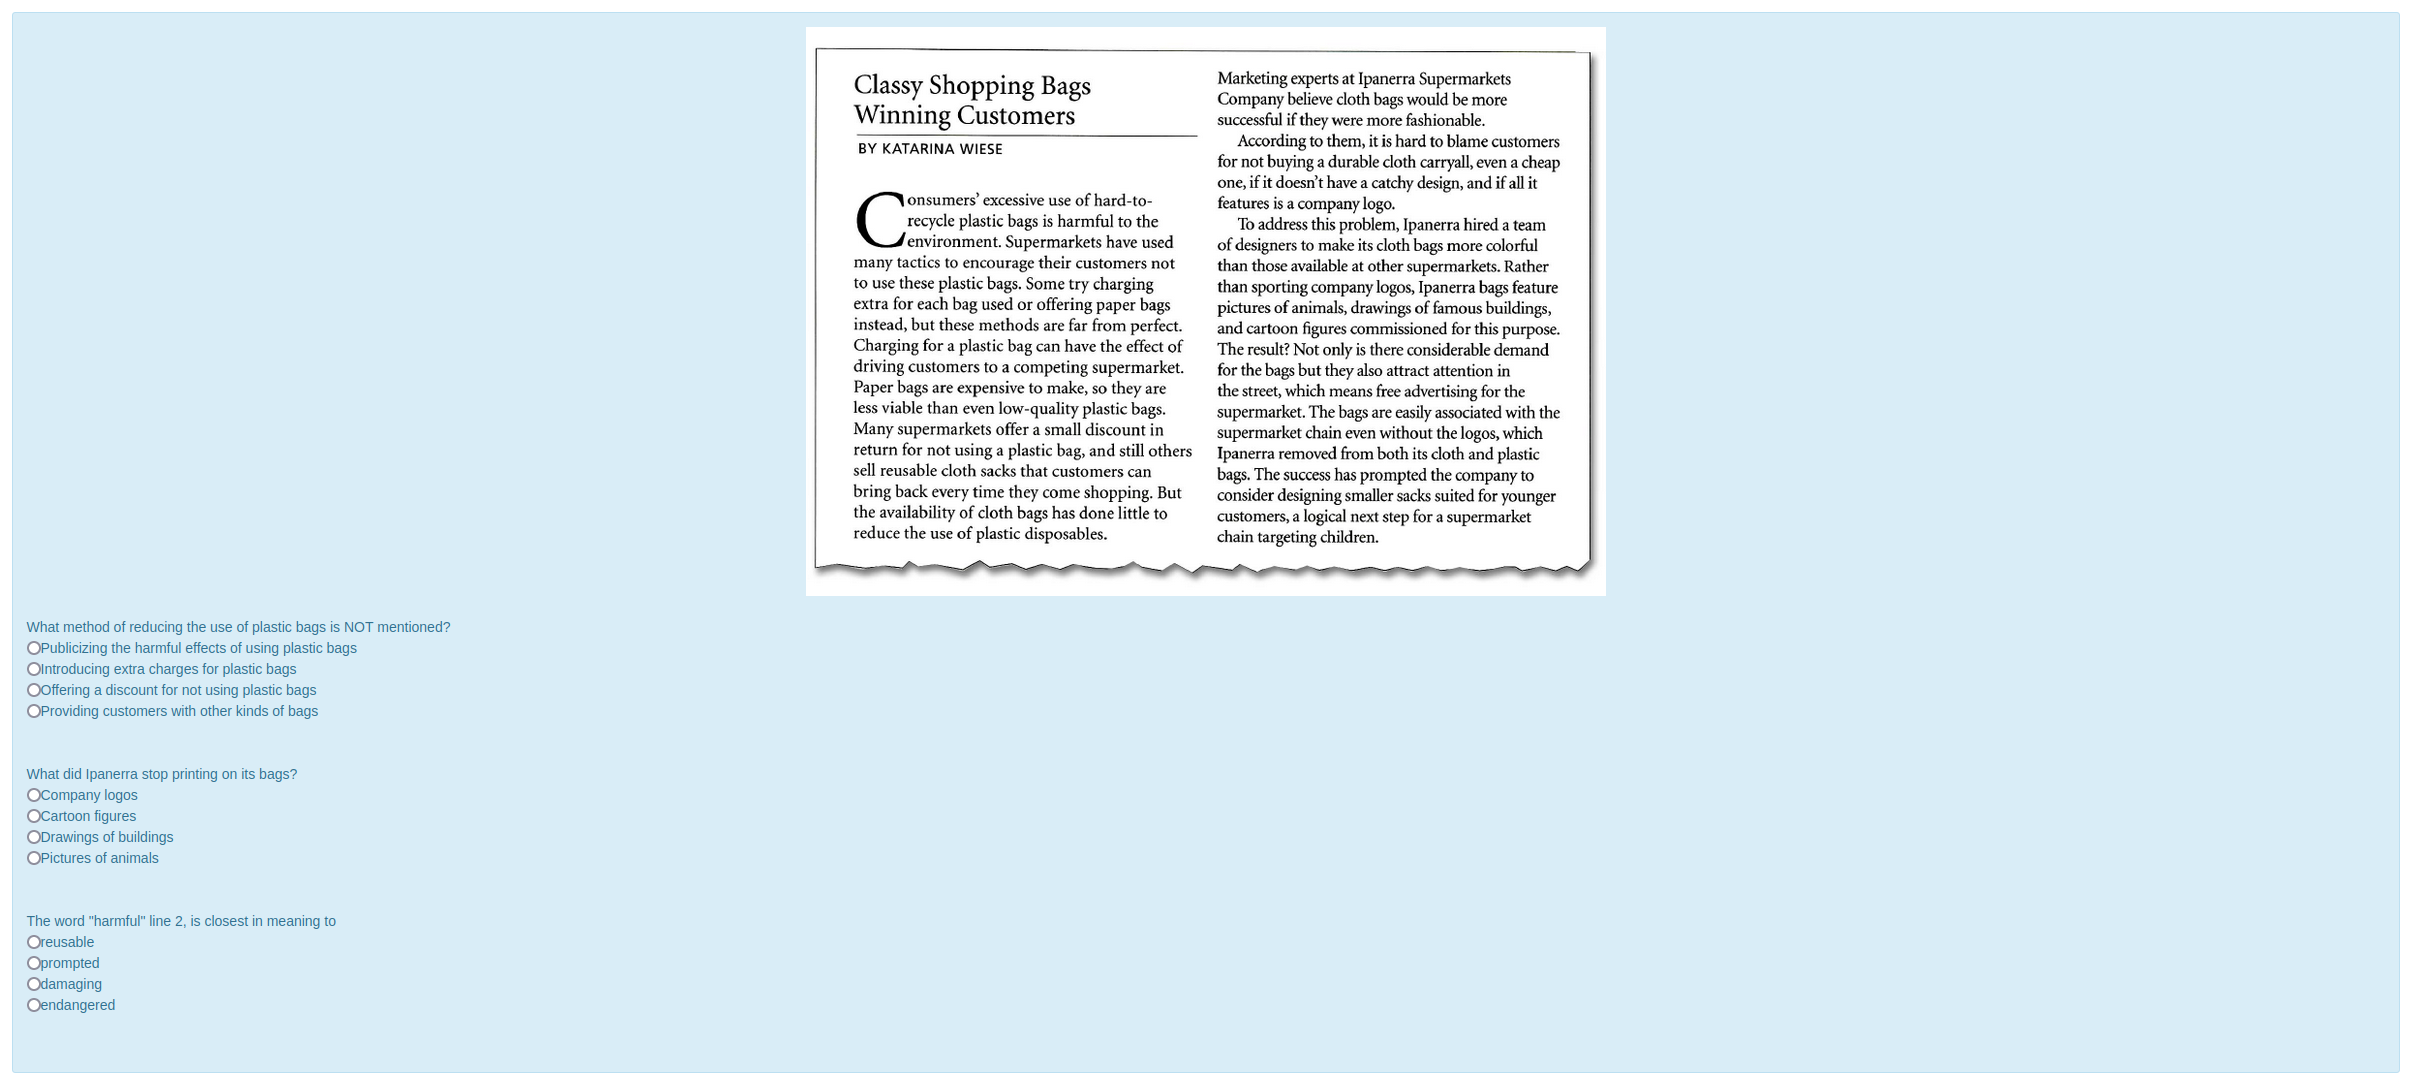 Classy Shopping Bags
Winning Customers
BY KATARINA WIESE
Consumers' excessive use of hard-to-
recycle plastic bags is harmful to the
environment. Supermarkets have used
many tactics to encourage their customers not
to use these plastic bags. Some try charging
extra for each bag used or offering paper bags
instead, but these methods are far from perfect.
Charging for a plastic bag can have the effect of
driving customers to a competing supermarket.
Paper bags are expensive to make, so they are
less viable than even low-quality plastic bags.
Many supermarkets offer a small discount in
return for not using a plastic bag, and still others
sell reusable cloth sacks that customers can
bring back every time they come shopping. But
the availability of cloth bags has done little to
reduce the use of plastic disposables.
Marketing experts at Ipanerra Supermarkets
Company believe cloth bags would be more
successful if they were more fashionable.
According to them, it is hard to blame customers
for not buying a durable cloth carryall, even a cheap
one, if it doesn't have a catchy design, and if all it
features is a company logo.
To address this problem, Ipanerra hired a team
of designers to make its cloth bags more colorful
than those available at other supermarkets. Rather
than sporting company logos, Ipanerra bags feature
pictures of animals, drawings of famous buildings,
and cartoon figures commissioned for this purpose.
The result? Not only is there considerable demand
for the bags but they also attract attention in
the street, which means free advertising for the
supermarket. The bags are easily associated with the
supermarket chain even without the logos, which
Ipanerra removed from both its cloth and plastic
bags. The success has prompted the company to
consider designing smaller sacks suited for younger
customers, a logical next step for a supermarket
chain targeting children.
What method of reducing the use of plastic bags is NOT mentioned?
Publicizing the harmful effects of using plastic bags
Introducing extra charges for plastic bags
Offering a discount for not using plastic bags
Providing customers with other kinds of bags
What did Ipanerra stop printing on its bags?
Company logos
Cartoon figures
Drawings of buildings
Pictures of animals
The word "harmful" line 2, is closest in meaning to
reusable
prompted
damaging
endangered